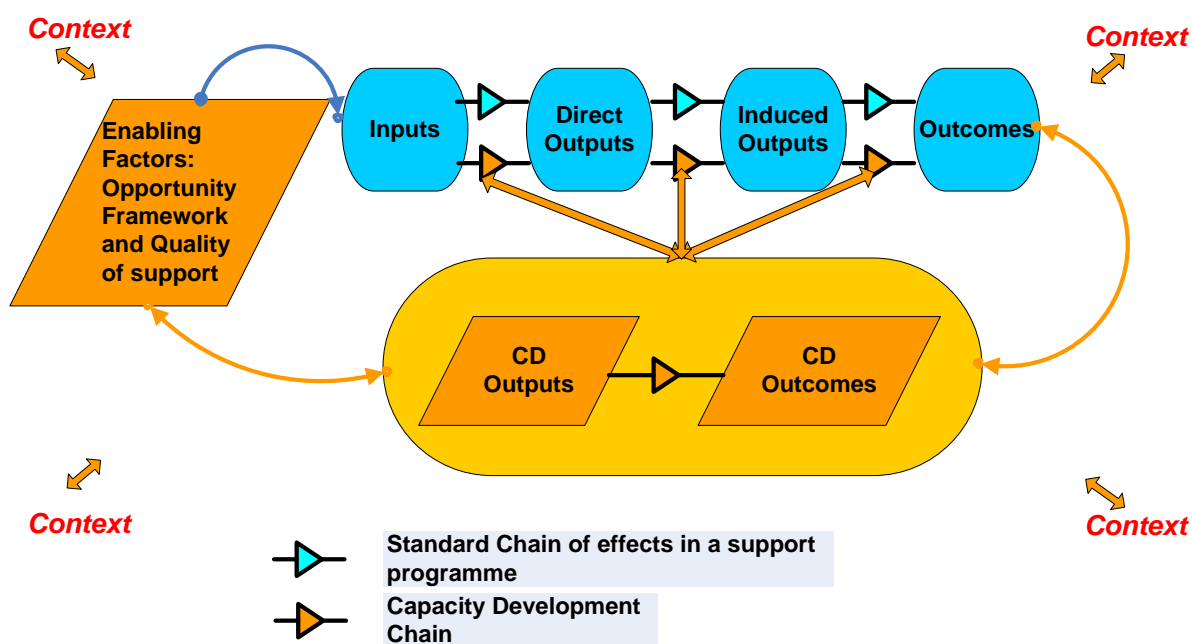 Context
Context
Enabling
Factors:
Opportunity
Framework
and Quality
of support
Inputs
Direct
Outputs
Induced
Outputs
Outcomes
CD
Outputs
CD
Outcomes
Context
Context
Standard Chain of effects in a support
programme
Capacity Development
Chain